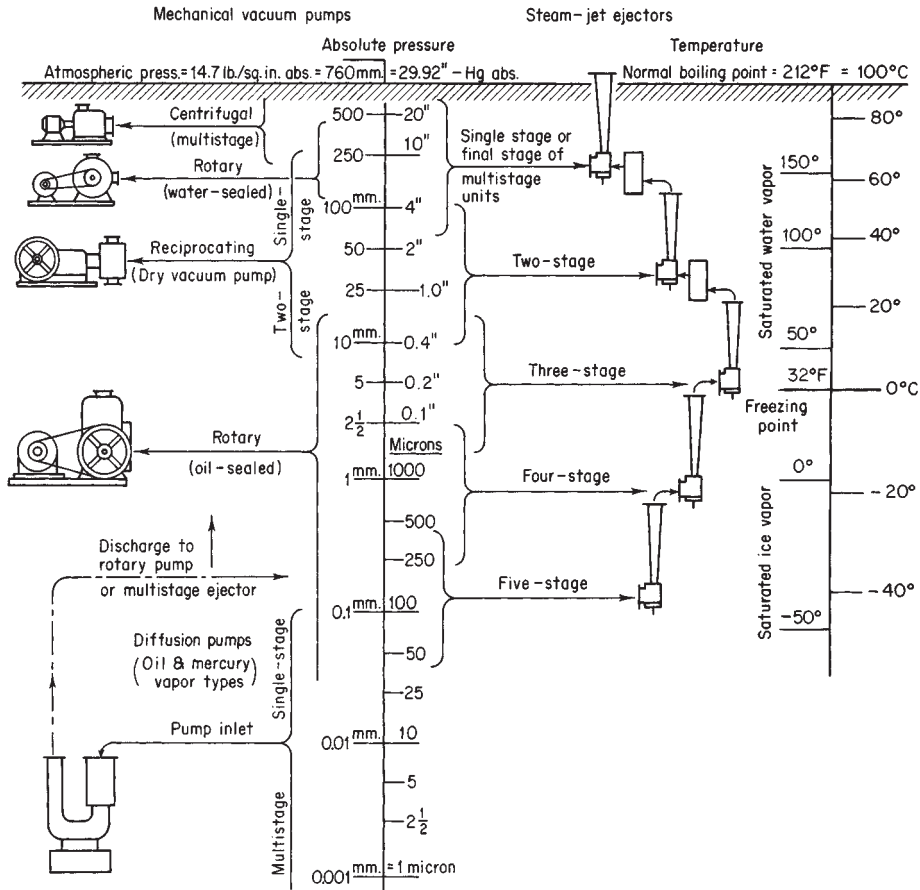 Mechanical vacuum pumps
Steam-jet ejectors
Absolute pressure
Temperature
Atmospheric press.= 14.7 lb./sq. in. abs. = 760mm. = 29.92" - Hg abs.
Normal boiling point = 212°F = 100°C
Centrifugal
(multistage)
Rotary
(water-sealed)
Reciprocating
(Dry vacuum pump)
Single-
stage
Two-
stage
Rotary
(oil-sealed)
Discharge to
rotary pump
or multistage ejector
Diffusion pumps
(Oil & mercury
vapor types)
Pump inlet
Single-stage
Multistage
500
20"
10"
250
100 mm.
4"
50
2"
25
1.0"
10 mm.
0.4"
5
0.2"
0.1"
2 1/2
Microns
1 mm.
1000
500
250
0.1 mm.
100
50
25
0.01 mm.
10
5
2 1/2
0.001 mm. = 1 micron
Single stage or
final stage of
multistage
units
Two-stage
Three-stage
Four-stage
Five-stage
Saturated water vapor
Saturated ice vapor
150°
100°
50°
32°F
Freezing
point
0°
-50°
80°
60°
40°
20°
0°C
-20°
-40°